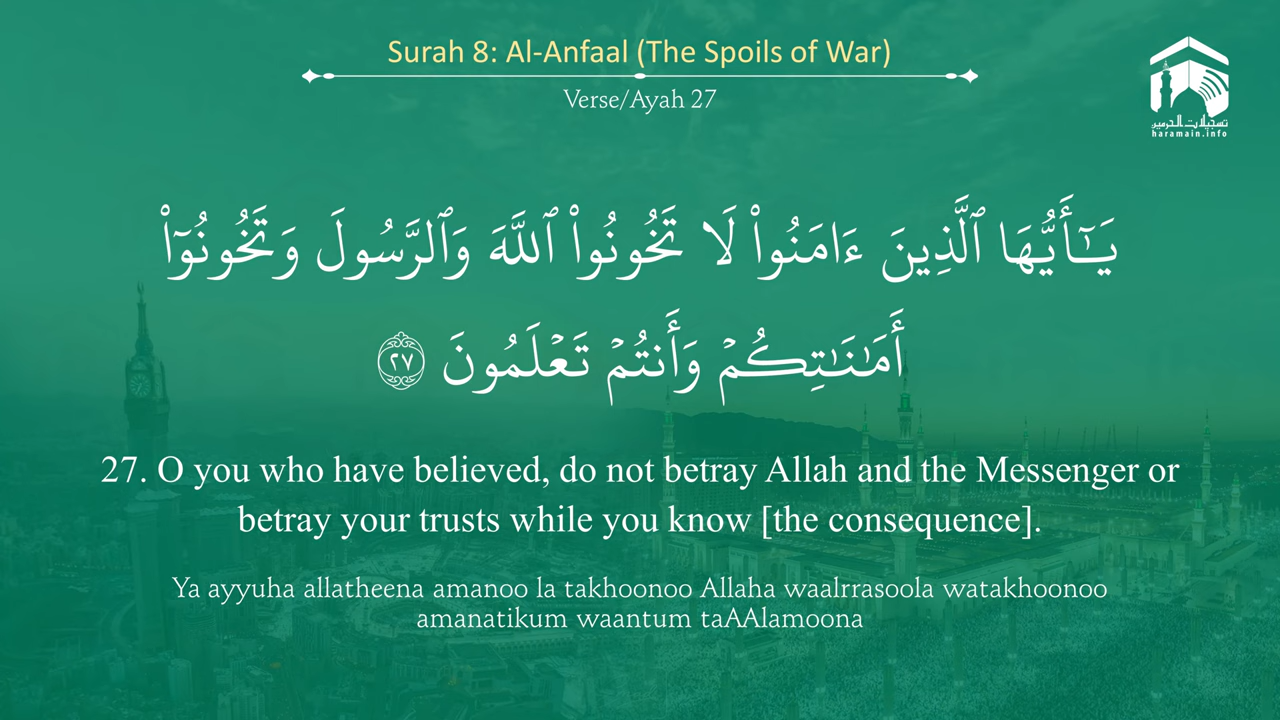 Surah 8: Al-Anfaal (The Spoils of War)
Verse/Ayah 27
تسجيلات الحرمين
haramain.info
يَـٰٓأَيُّهَا ٱلَّذِينَ ءَامَنُوا۟ لَا تَخُونُوا۟ ٱللَّهَ وَٱلرَّسُولَ وَتَخُونُوٓا۟
أَمَـٰنَـٰتِكُمْ وَأَنتُمْ تَعْلَمُونَ ٢٧
27. O you who have believed, do not betray Allah and the Messenger or
betray your trusts while you know [the consequence].
Ya ayyuha allatheena amanoo la takhoonoo Allaha waalrrasoola watakhoonoo
amanatikum waantum taAAlamoona